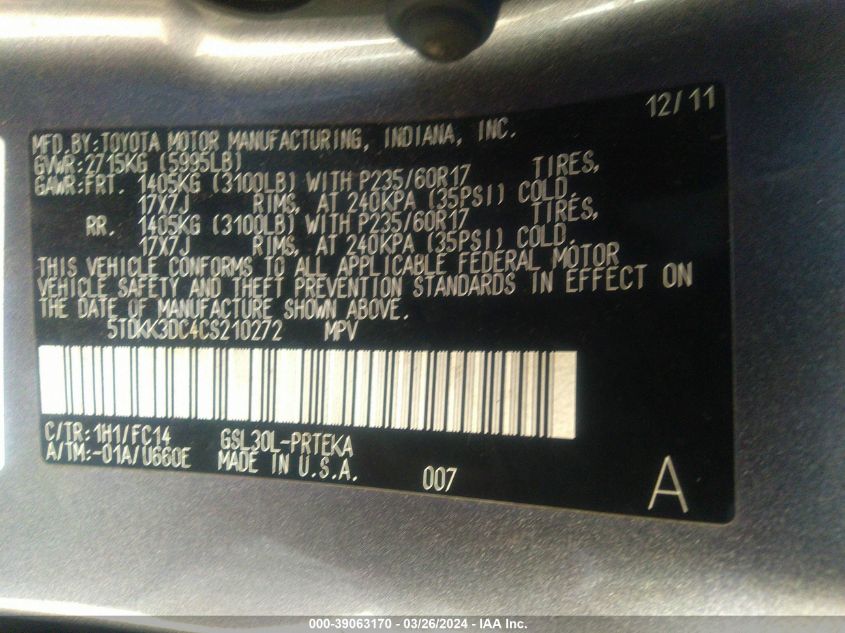 12/11
MFD.BY:TOYOTA MOTOR MANUFACTURING, INDIANA, INC.
GVWR:2715KG (5995LB)
GAWR:FRT. 1405KG (3100LB) WITH P235/60R17 TIRES,
17X7J RIMS, AT 240KPA (35PSI) COLD.
RR. 1405KG (3100LB) WITH P235/60R17 TIRES,
17X7J RIMS, AT 240KPA (35PSI) COLD.
THIS VEHICLE CONFORMS TO ALL APPLICABLE FEDERAL MOTOR
VEHICLE SAFETY AND THEFT PREVENTION STANDARDS IN EFFECT ON
THE DATE OF MANUFACTURE SHOWN ABOVE.
5TDKK3DC4CS210272 MPV
C/TR:1H1/FC14 GSL30L-PRTEKA
A/TM:-01A/U660E MADE IN U.S.A. 007 A
000-39063170 - 03/26/2024 - IAA Inc.